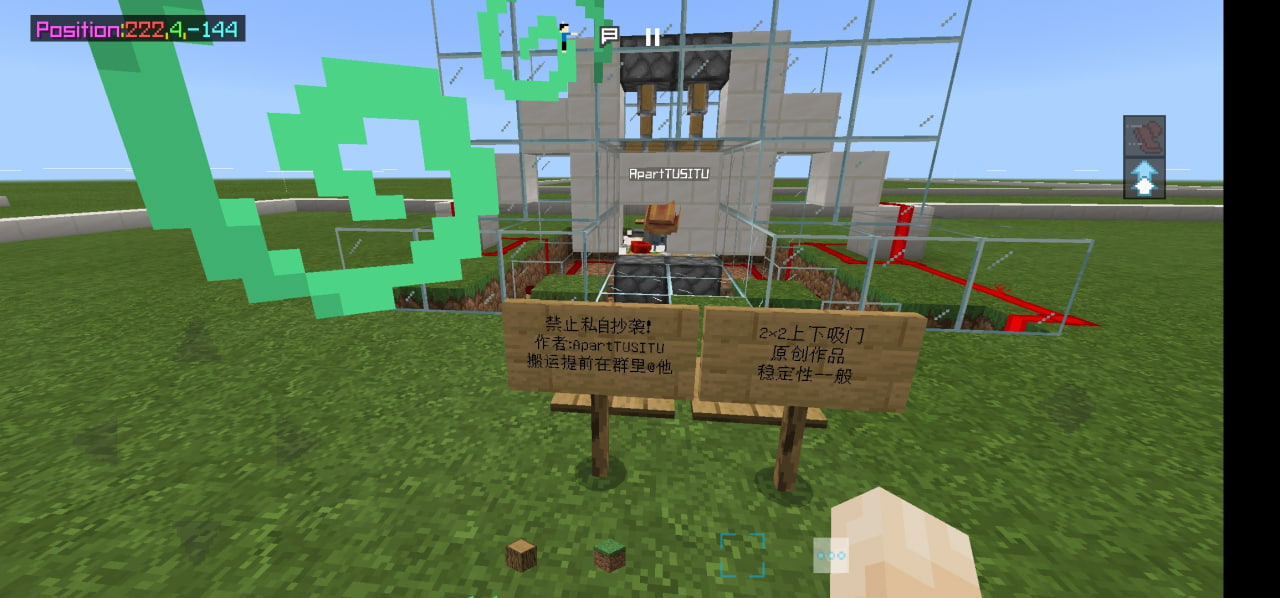 Position:222,4,-144
ApartTUSITU
禁止私自抄袭!
作者:ApartTUSITU
搬运提前在群里@他
2×2上下吸门
原创作品
稳定性一般